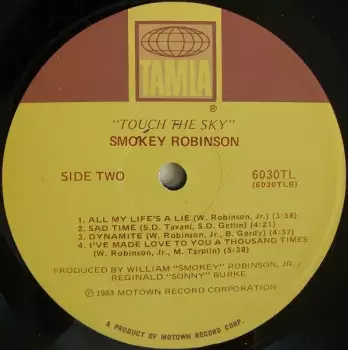 TAMLA
®
"TOUCH THE SKY"
SMOKEY ROBINSON
SIDE TWO
6030TL
(6030TLB)
1. ALL MY LIFE'S A LIE (W. Robinson, Jr.) (3:58)
2. SAD TIME (S.D. Tavani, S.D. Getlin) (4:21)
3. DYNAMITE (W. Robinson, Jr., B. Gordy) (4:37)
4. I'VE MADE LOVE TO YOU A THOUSAND TIMES
(W. Robinson, Jr., M. Tarplin) (5:38)
PRODUCED BY WILLIAM "SMOKEY" ROBINSON, JR./
REGINALD "SONNY" BURKE
℗ 1983 MOTOWN RECORD CORPORATION
A PRODUCT OF MOTOWN RECORD CORP.